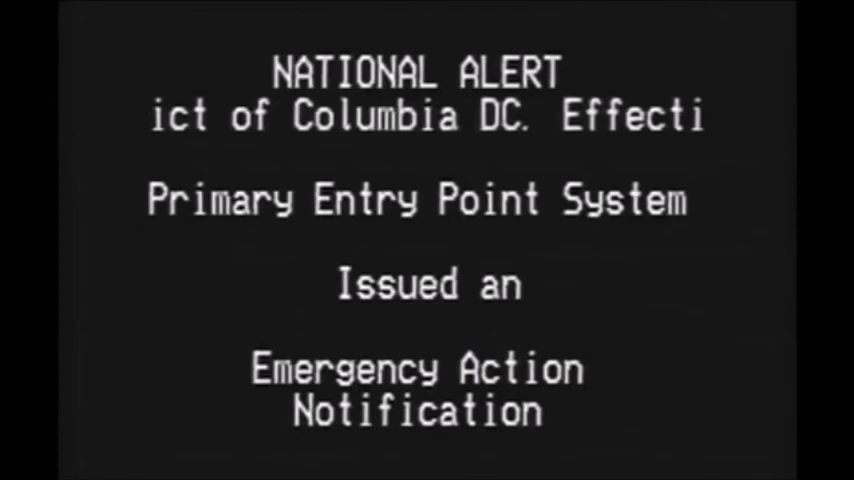 NATIONAL ALERT
ict of Columbia DC. Effecti
Primary Entry Point System
Issued an
Emergency Action
Notification